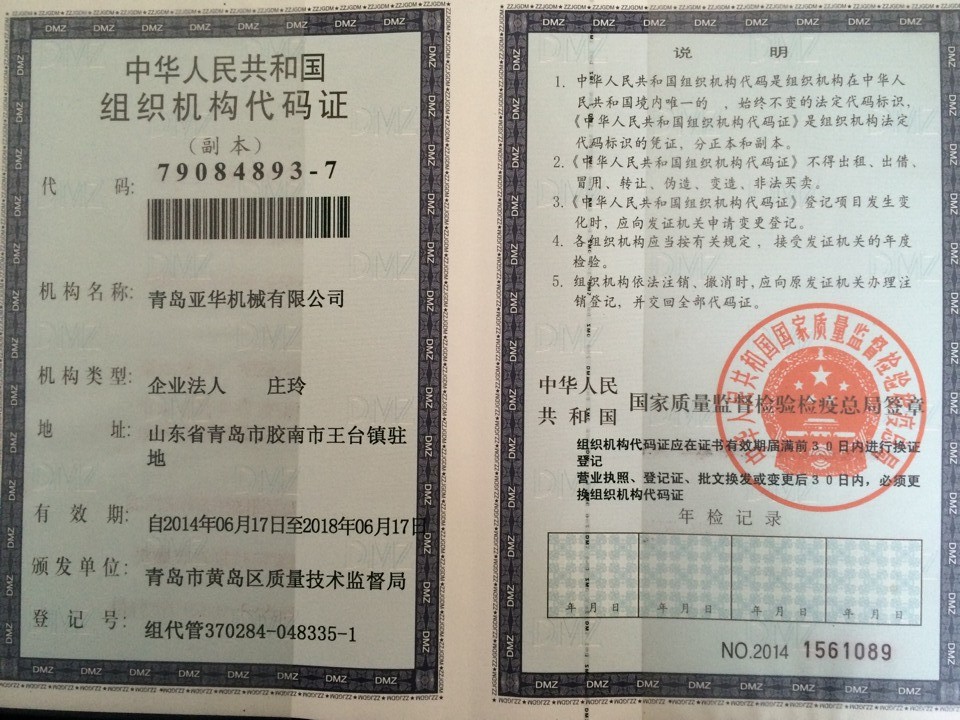 中华人民共和国
组织机构代码证
(副本)
代 码: 79084893-7
机构名称: 青岛亚华机械有限公司
机构类型: 企业法人 庄玲
地 址: 山东省青岛市胶南市王台镇驻
地
有 效 期: 自2014年06月17日至2018年06月17日
颁发单位: 青岛市黄岛区质量技术监督局
登 记 号: 组代管370284-048335-1
说 明
1. 中华人民共和国组织机构代码是组织机构在中华人
民共和国境内唯一的 ,始终不变的法定代码标识,
《中华人民共和国组织机构代码证》是组织机构法定
代码标识的凭证,分正本和副本。
2.《中华人民共和国组织机构代码证》不得出租、出借、
冒用、转让、伪造、变造、非法买卖。
3.《中华人民共和国组织机构代码证》登记项目发生变
化时,应向发证机关申请变更登记。
4. 各组织机构应当按有关规定,接受发证机关的年度
检验。
5. 组织机构依法注销、撤消时,应向原发证机关办理注
销登记,并交回全部代码证。
中华人民
共和国 国家质量监督检验检疫总局签章
组织机构代码证应在证书有效期届满前30日内进行换证
登记
营业执照、登记证、批文换发或变更后30日内,必须更
换组织机构代码证
年检记录
年 月 日 年 月 日 年 月 日 年 月 日
NO.2014 1561089